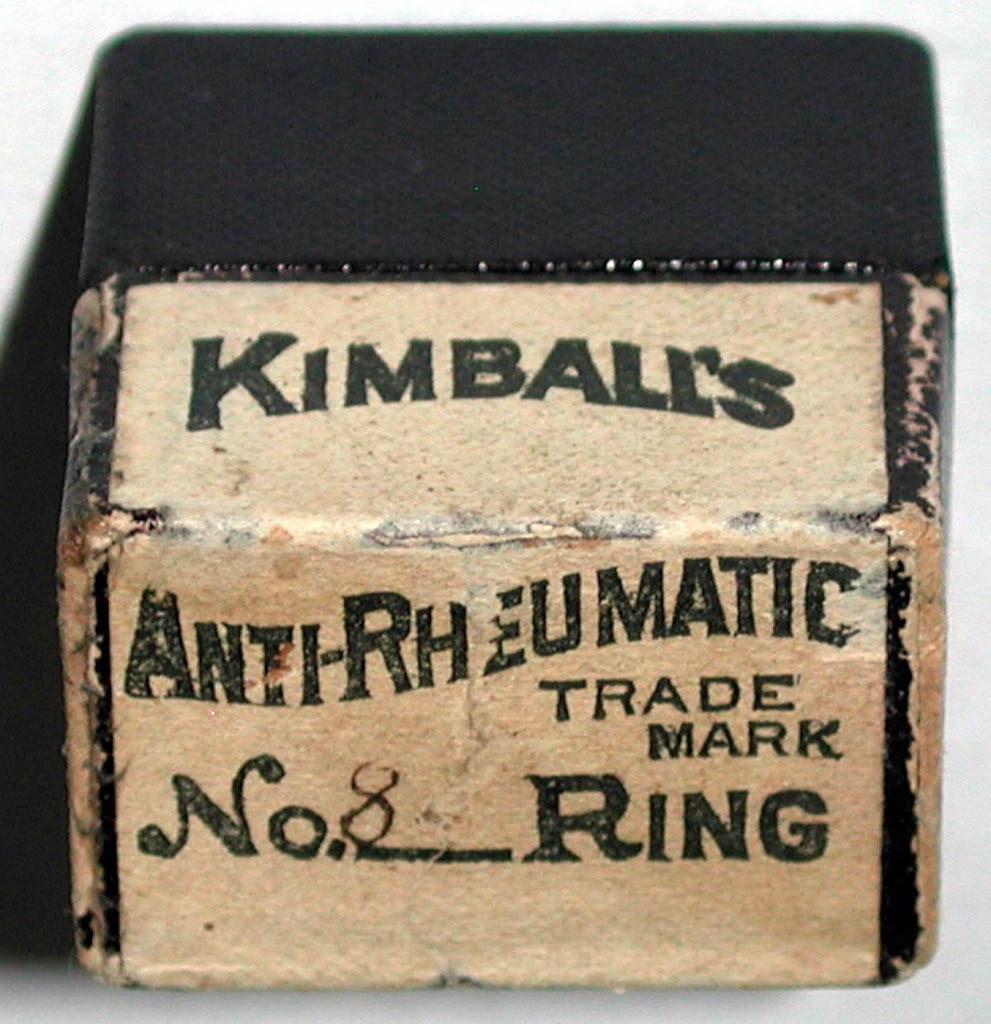 KIMBALL'S
ANTI-RHEUMATIC
TRADE
MARK
No. 8 RING